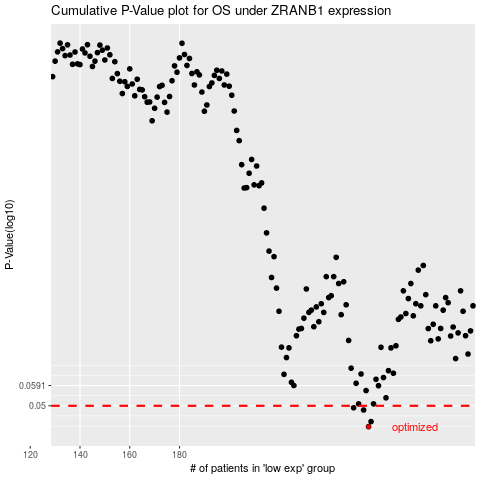 Cumulative P-Value plot for OS under ZRANB1 expression
P-Value(log10)
0.0591
0.05
optimized
120 140 160 180
# of patients in 'low exp' group